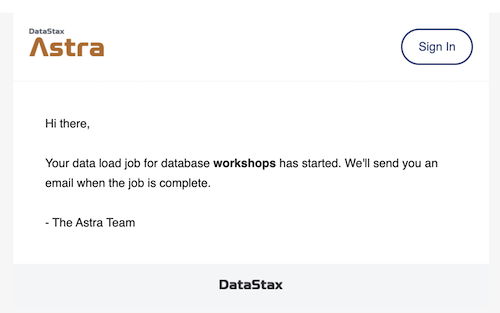 DataStax
Astra
Sign In
Hi there,
Your data load job for database workshops has started. We'll send you an
email when the job is complete.
- The Astra Team
DataStax